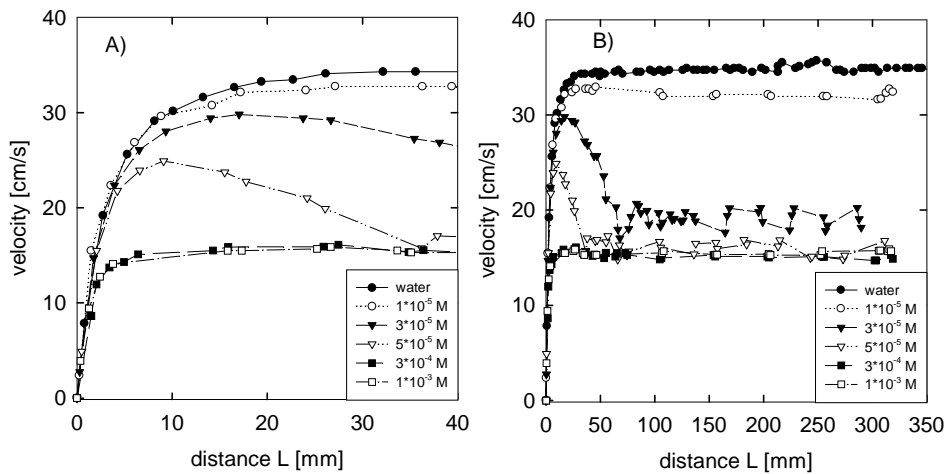 A)
velocity [cm/s]
40
30
20
10
0
0 10 20 30 40
distance L [mm]
water
1*10⁻⁵ M
3*10⁻⁵ M
5*10⁻⁵ M
3*10⁻⁴ M
1*10⁻³ M
B)
velocity [cm/s]
40
30
20
10
0
0 50 100 150 200 250 300 350
distance L [mm]
water
1*10⁻⁵ M
3*10⁻⁵ M
5*10⁻⁵ M
3*10⁻⁴ M
1*10⁻³ M